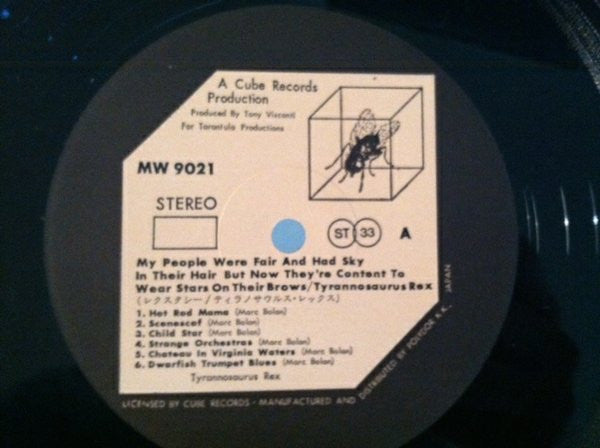 A Cube Records
Production
Produced By Tony Visconti
For Tarantula Productions
MW 9021
STEREO
ST 33
A
My People Were Fair And Had Sky
In Their Hair But Now They're Content To
Wear Stars On Their Brows/Tyrannosaurus Rex
(レクスタシー/ティラノサウルス・レックス)
1. Hot Rod Mama (Marc Bolan)
2. Scenescof (Marc Bolan)
3. Child Star (Marc Bolan)
4. Strange Orchestras (Marc Bolan)
5. Chateau In Virginia Waters (Marc Bolan)
6. Dwarfish Trumpet Blues (Marc Bolan)
Tyrannosaurus Rex
LICENSED BY CUBE RECORDS · MANUFACTURED AND DISTRIBUTED BY POLYDOR K.K. JAPAN